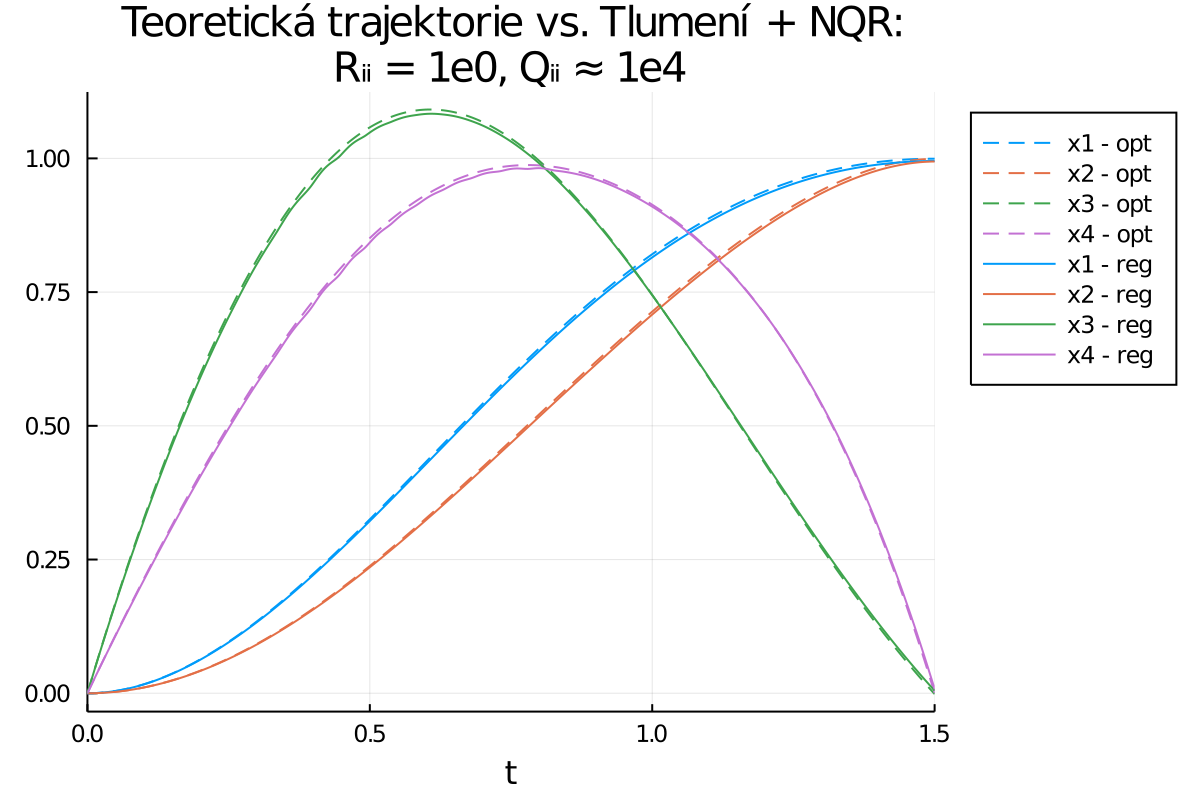 Teoretická trajektorie vs. Tlumení + NQR:
Rᵢᵢ = 1e0, Qᵢᵢ ≈ 1e4
1.00
0.75
0.50
0.25
0.00
0.0
0.5
1.0
1.5
t
x1 - opt
x2 - opt
x3 - opt
x4 - opt
x1 - reg
x2 - reg
x3 - reg
x4 - reg